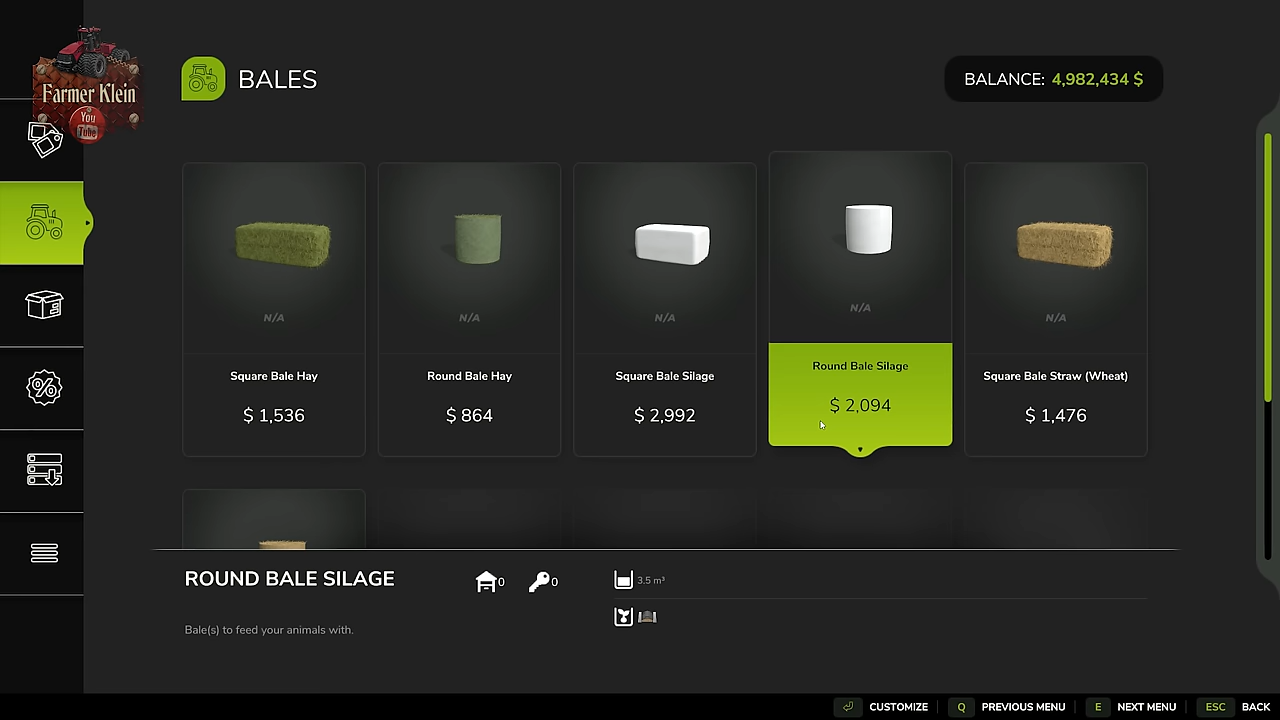 Farmer Klein
You
Tube
BALES
BALANCE: 4,982,434 $
N/A
N/A
N/A
N/A
N/A
Square Bale Hay
Round Bale Hay
Square Bale Silage
Round Bale Silage
Square Bale Straw (Wheat)
$ 1,536
$ 864
$ 2,992
$ 2,094
$ 1,476
ROUND BALE SILAGE
0
0
3.5 m³
Bale(s) to feed your animals with.
CUSTOMIZE
Q PREVIOUS MENU
E NEXT MENU
ESC BACK